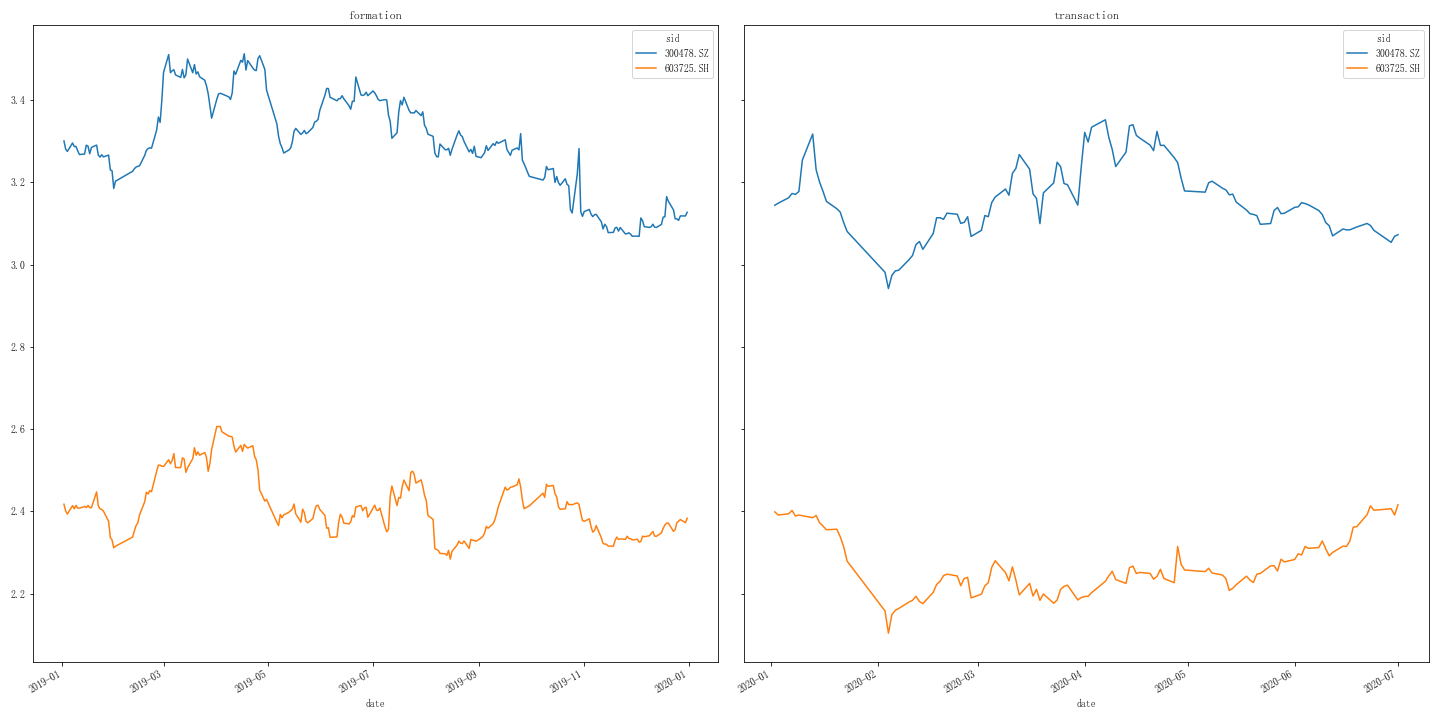 formation
sid
300478.SZ
603725.SH
3.4
3.2
3.0
2.8
2.6
2.4
2.2
2019-01
2019-03
2019-05
2019-07
2019-09
2019-11
2020-01
date
transaction
sid
300478.SZ
603725.SH
2020-01
2020-02
2020-03
2020-04
2020-05
2020-06
2020-07
date